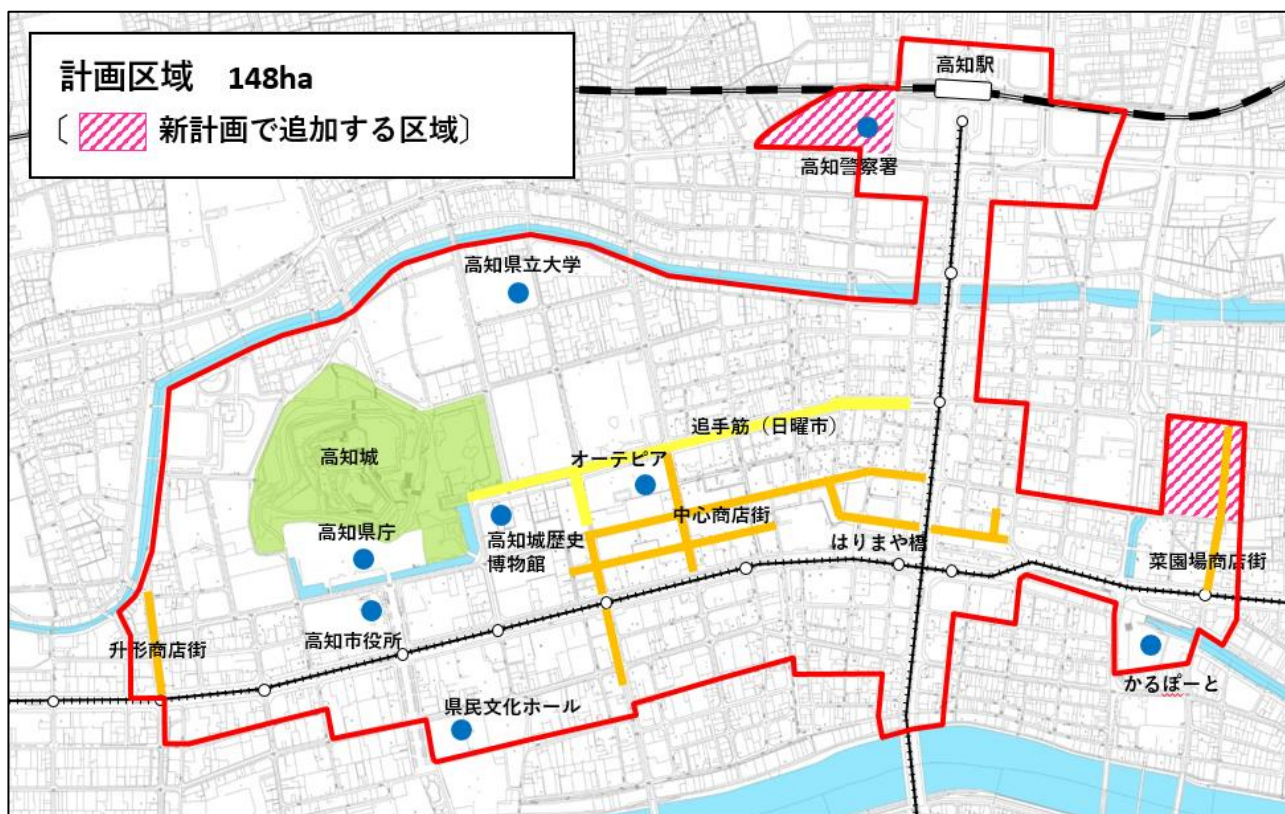 計画区域 148ha
〔 新計画で追加する区域〕
高知駅
高知警察署
高知県立大学
追手筋（日曜市）
オーテピア
高知城
中心商店街
高知県庁
高知城歴史
博物館
はりまや橋
菜園場商店街
高知市役所
升形商店街
かるぽーと
県民文化ホール